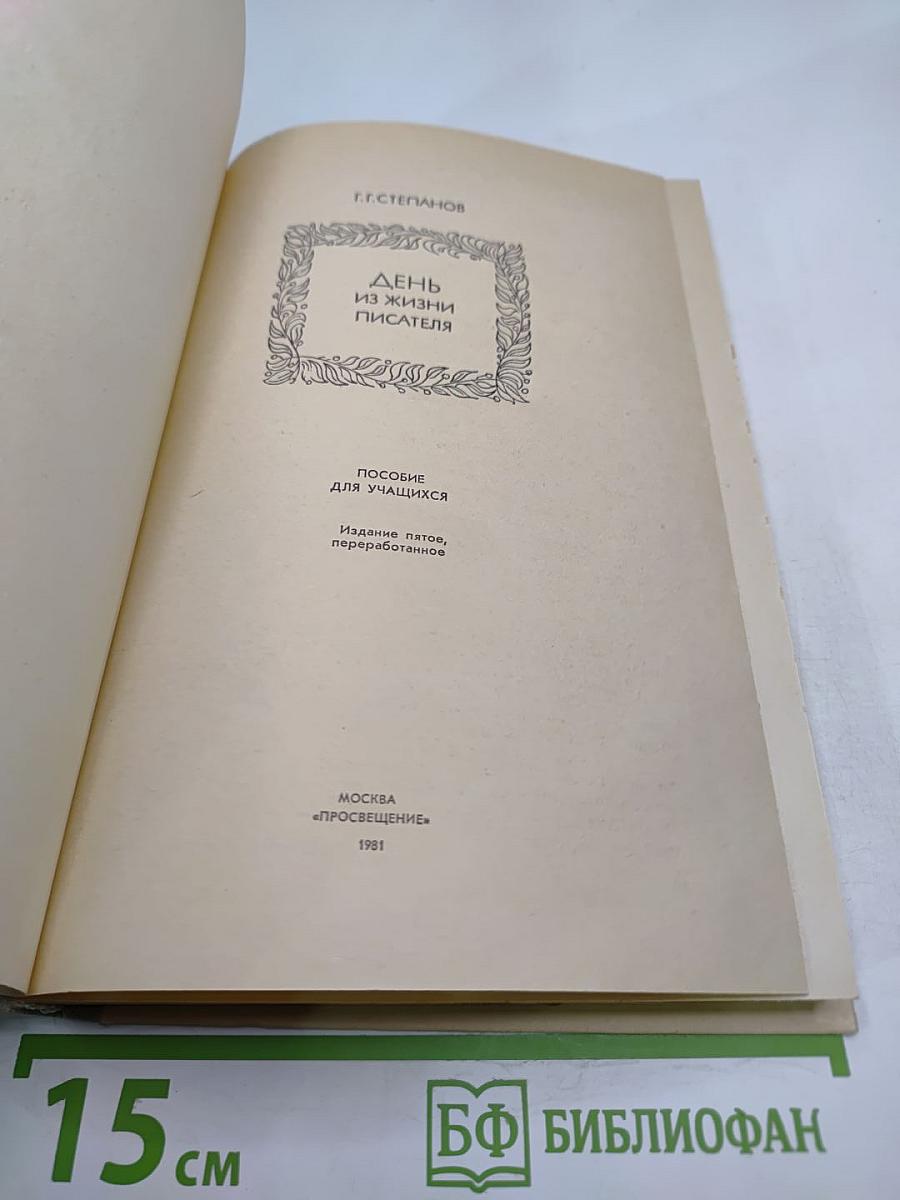 Г. Г. СТЕПАНОВ
ДЕНЬ
ИЗ ЖИЗНИ
ПИСАТЕЛЯ
ПОСОБИЕ
ДЛЯ УЧАЩИХСЯ
Издание пятое,
переработанное
МОСКВА
«ПРОСВЕЩЕНИЕ»
1981
15 см
БФ БИБЛИОФАН